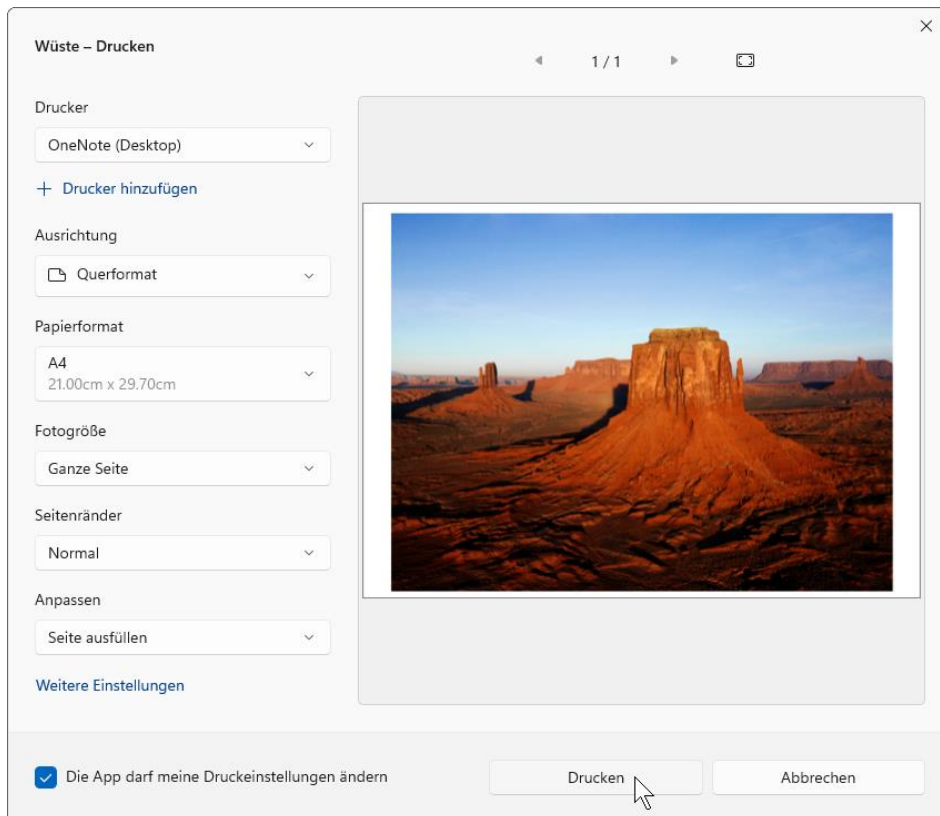 Wüste – Drucken
1 / 1
Drucker
OneNote (Desktop)
Drucker hinzufügen
Ausrichtung
Querformat
Papierformat
A4
21.00cm x 29.70cm
Fotogröße
Ganze Seite
Seitenränder
Normal
Anpassen
Seite ausfüllen
Weitere Einstellungen
Die App darf meine Druckeinstellungen ändern
Drucken
Abbrechen